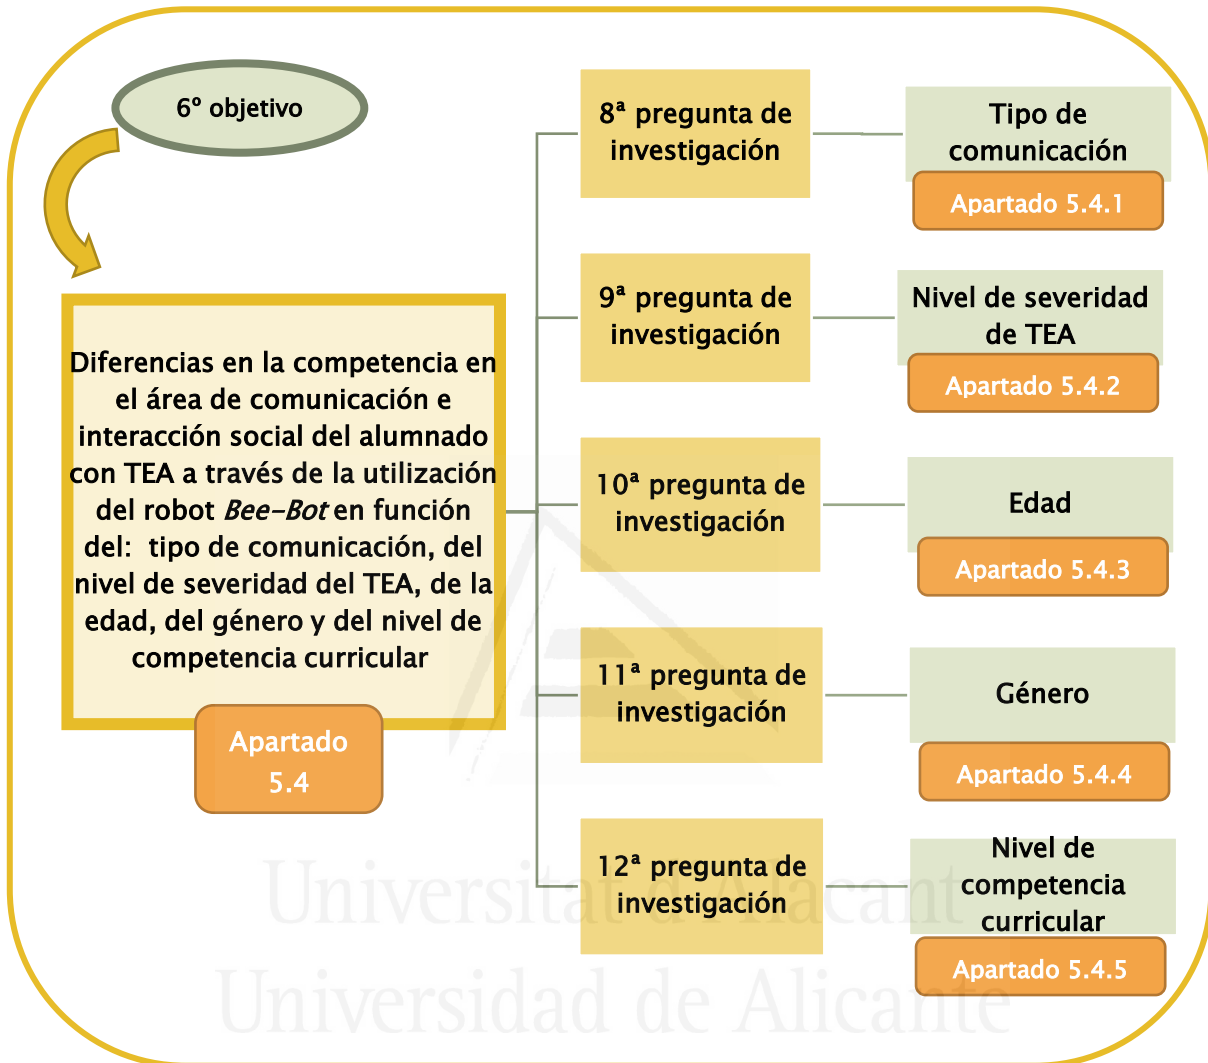 6º objetivo
Diferencias en la competencia en
el área de comunicación e
interacción social del alumnado
con TEA a través de la utilización
del robot Bee-Bot en función
del:  tipo de comunicación, del
nivel de severidad del TEA, de la
edad, del género y del nivel de
competencia curricular
Apartado
5.4
8ª pregunta de
investigación
Tipo de
comunicación
Apartado 5.4.1
9ª pregunta de
investigación
Nivel de severidad
de TEA
Apartado 5.4.2
10ª pregunta de
investigación
Edad
Apartado 5.4.3
11ª pregunta de
investigación
Género
Apartado 5.4.4
12ª pregunta de
investigación
Nivel de
competencia
curricular
Apartado 5.4.5
Universitat d'Alacant
Universidad de Alicante